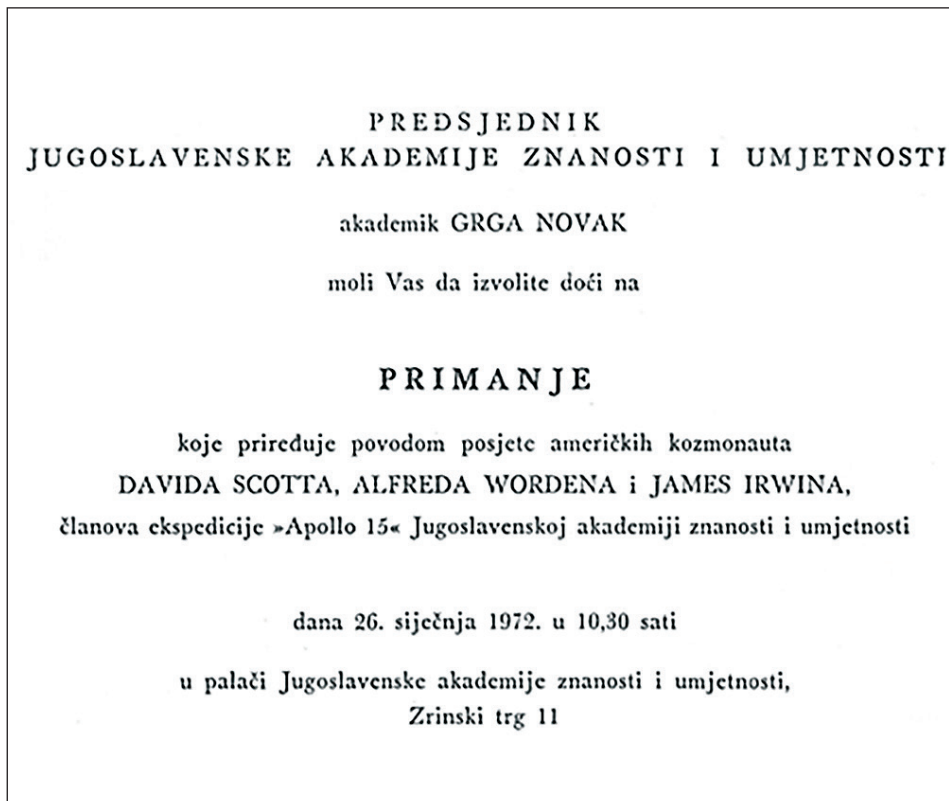 PREDSJEDNIK
JUGOSLAVENSKE AKADEMIJE ZNANOSTI I UMJETNOSTI
akademik GRGA NOVAK
moli Vas da izvolite doći na
PRIMANJE
koje priređuje povodom posjete američkih kozmonauta
DAVIDA SCOTTA, ALFREDA WORDENA i JAMES IRWINA,
članova ekspedicije »Apollo 15« Jugoslavenskoj akademiji znanosti i umjetnosti
dana 26. siječnja 1972. u 10,30 sati
u palači Jugoslavenske akademije znanosti i umjetnosti,
Zrinski trg 11